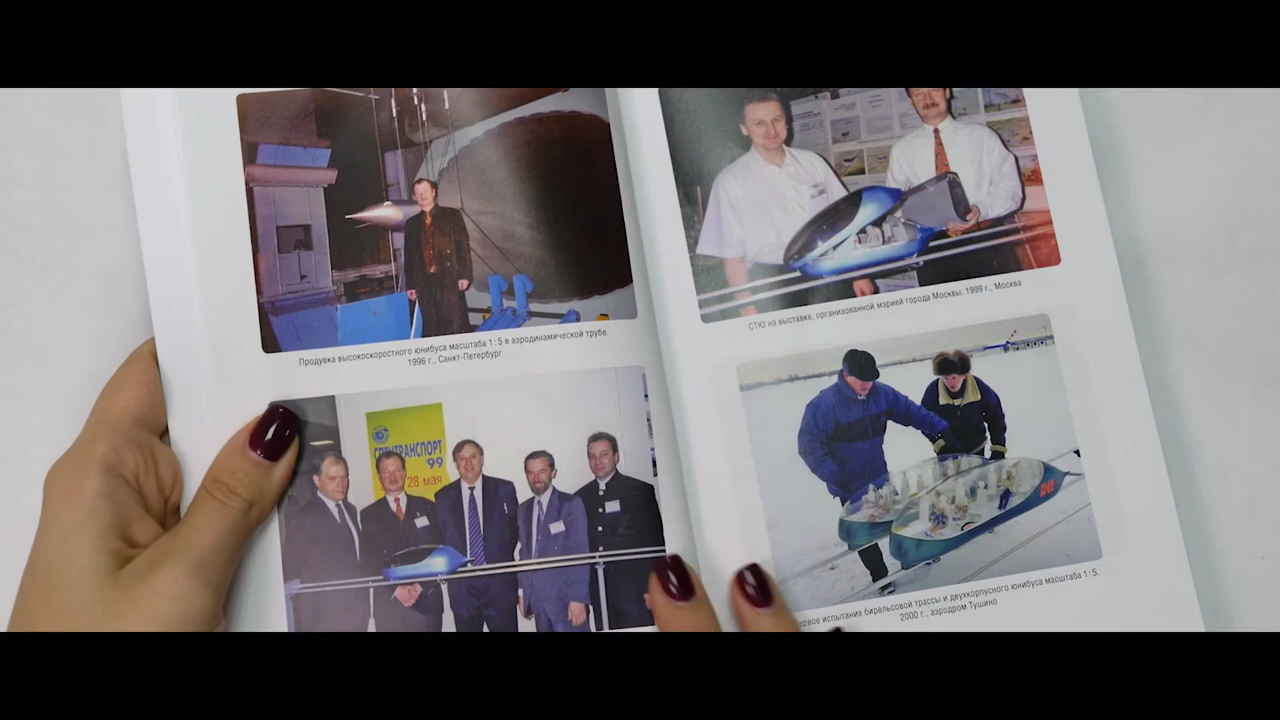 Продувка высокоскоростного юнибуса масштаба 1:5 в аэродинамической трубе.
1996 г., Санкт-Петербург
СПЕЦТРАНСПОРТ
99
28 мая
СТЮ на выставке, организованной мэрией города Москвы. 1999 г., Москва
испытание бирельсовой трассы и двухкорпусного юнибуса масштаба 1:5.
2000 г., аэродром Тушино